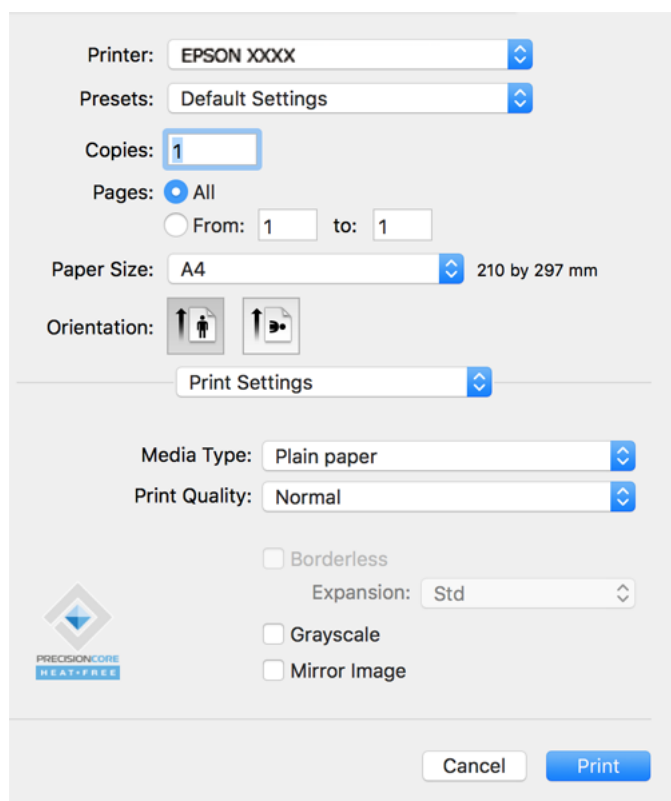 Printer: EPSON XXXX
Presets: Default Settings
Copies: 1
Pages: All
From: 1 to: 1
Paper Size: A4 210 by 297 mm
Orientation:
Print Settings
Media Type: Plain paper
Print Quality: Normal
Borderless
Expansion: Std
Grayscale
Mirror Image
PRECISIONCORE
HEAT•FREE
Cancel Print